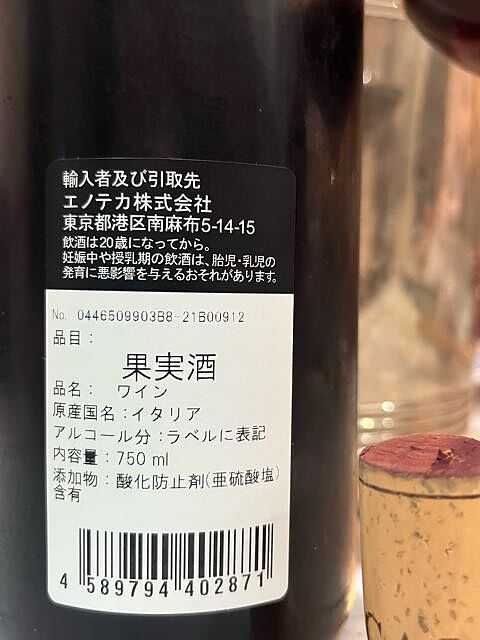 輸入者及び引取先
エノテカ株式会社
東京都港区南麻布5-14-15
飲酒は20歳になってから。
妊娠中や授乳期の飲酒は、胎児・乳児の
発育に悪影響を与えるおそれがあります。
No. 0446509903B8-21B00912
品目：
果実酒
品名： ワイン
原産国名：イタリア
アルコール分：ラベルに表記
内容量：750 ml
添加物：酸化防止剤(亜硫酸塩)
含有
4 589794 402871